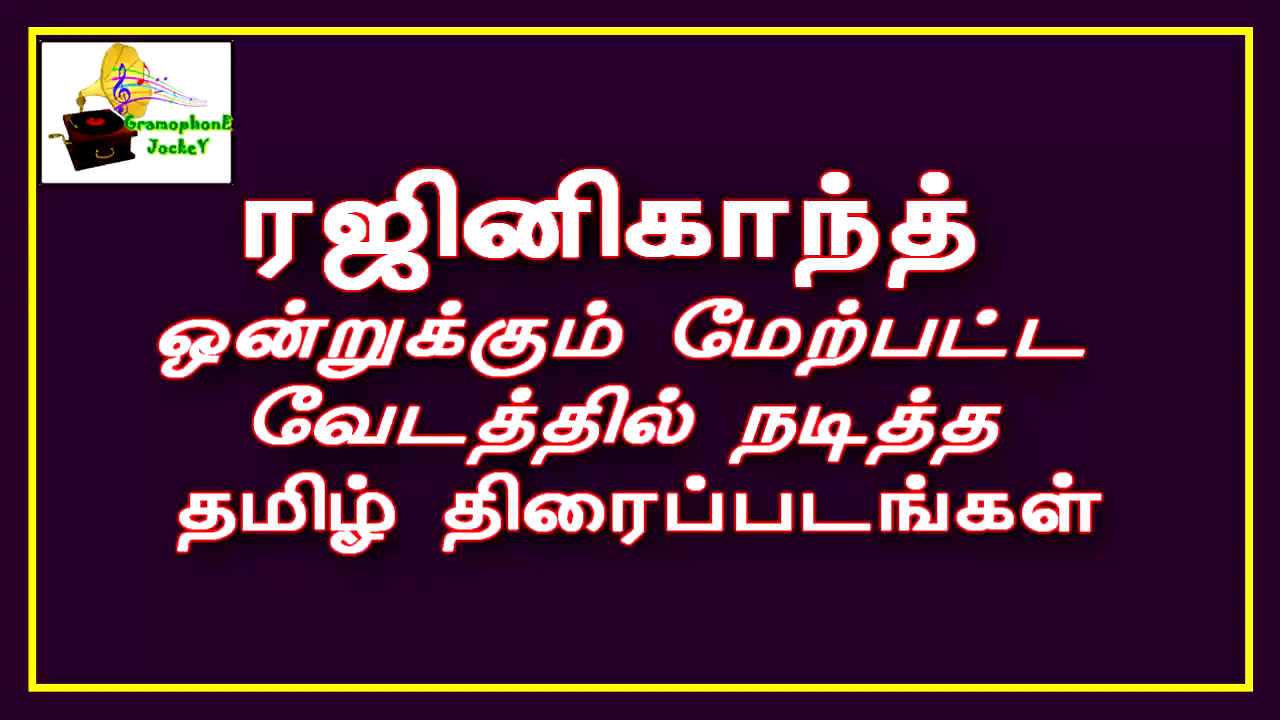 GramophonE
JockeY
ரஜினிகாந்த்
ஒன்றுக்கும் மேற்பட்ட
வேடத்தில் நடித்த
தமிழ் திரைப்படங்கள்